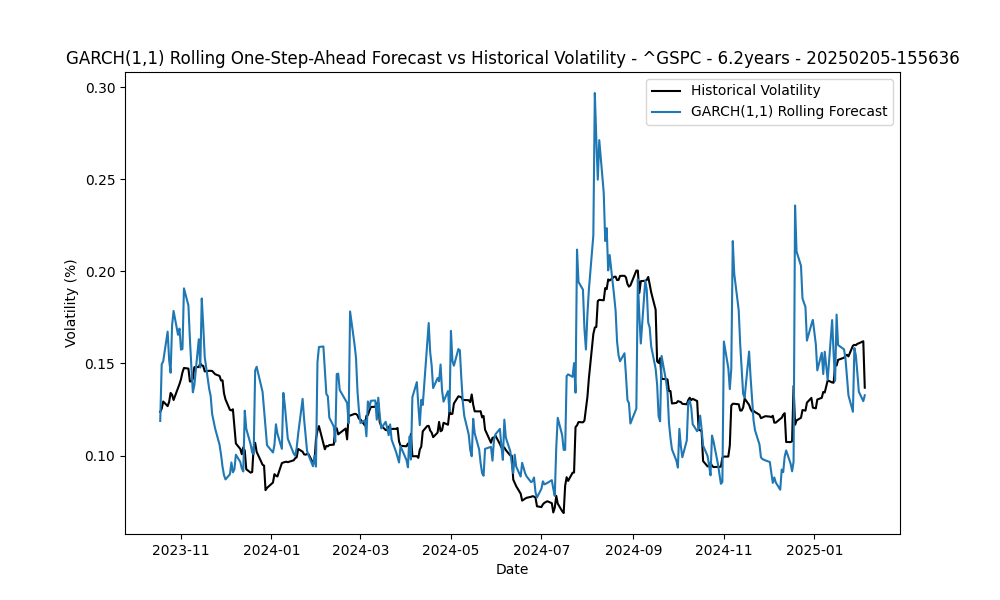 GARCH(1,1) Rolling One-Step-Ahead Forecast vs Historical Volatility - ^GSPC - 6.2years - 20250205-155636
Historical Volatility
GARCH(1,1) Rolling Forecast
Volatility (%)
0.30
0.25
0.20
0.15
0.10
2023-11
2024-01
2024-03
2024-05
2024-07
2024-09
2024-11
2025-01
Date